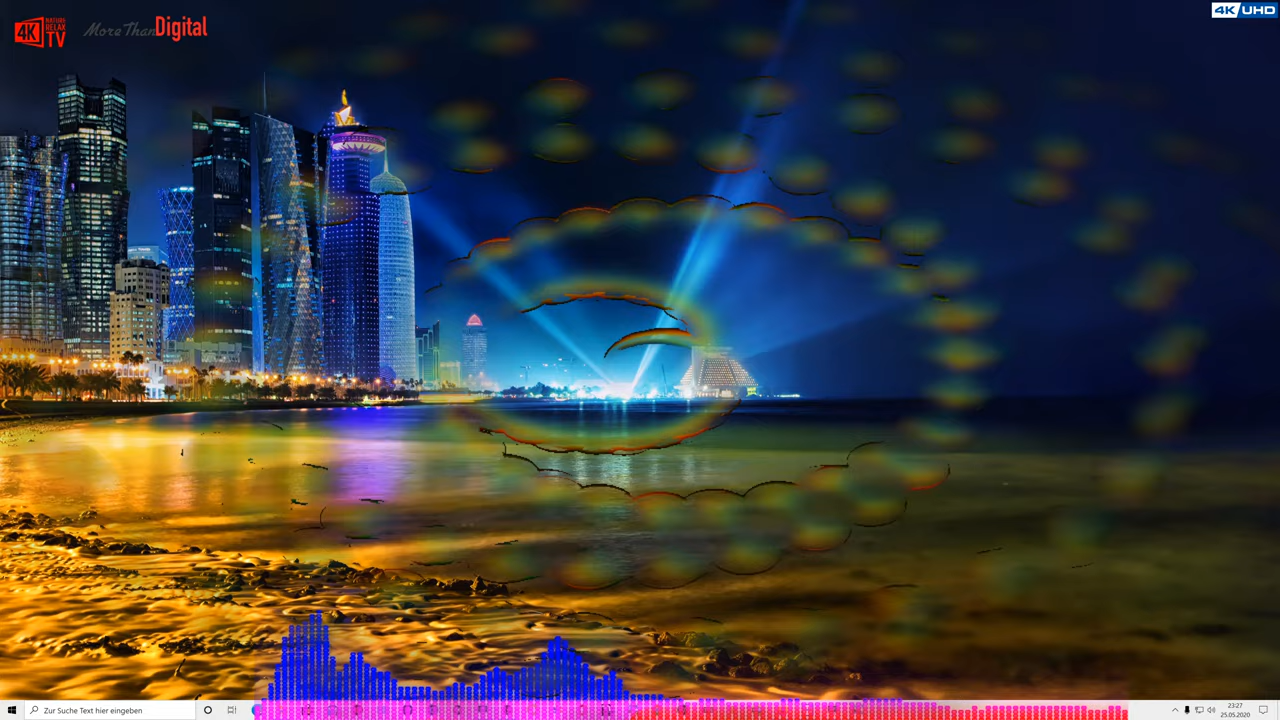 4K NATURE RELAX TV
More Than Digital
4K UHD
Zur Suche Text hier eingeben
23:27
25.05.2020